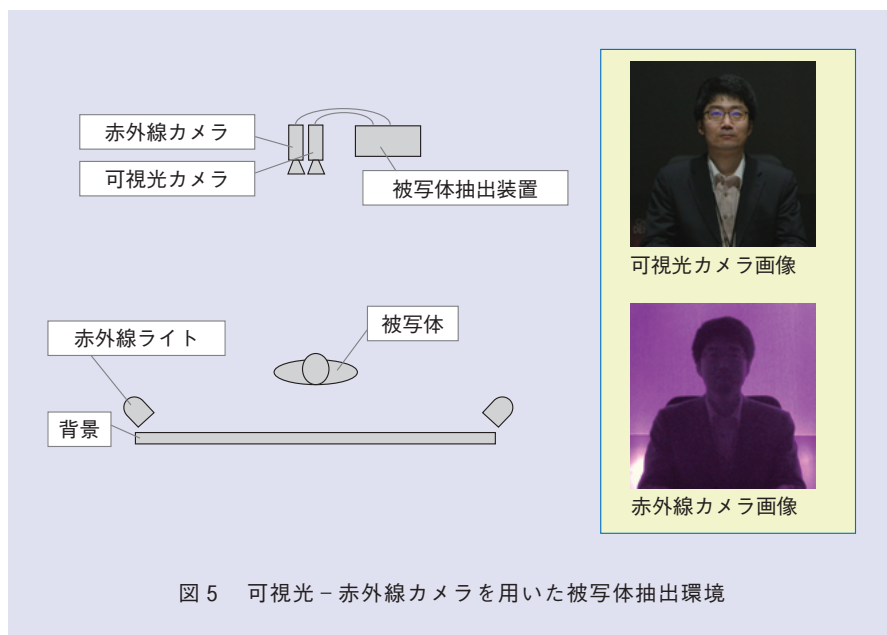 赤外線カメラ
可視光カメラ
被写体抽出装置
可視光カメラ画像
赤外線ライト
被写体
背景
赤外線カメラ画像
図5 可視光−赤外線カメラを用いた被写体抽出環境